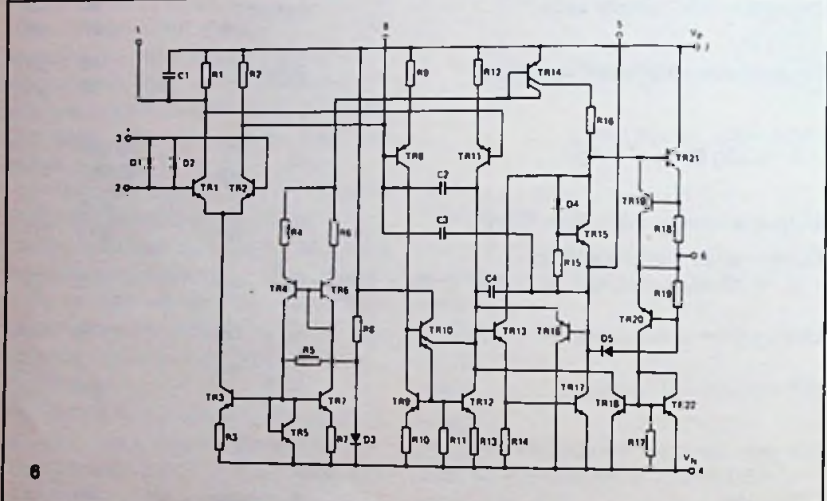 1
8
5
Vp
7
C1
R1
R2
R9
R12
TR14
R16
3
D1
D2
2
TR1
TR2
TR8
TR11
TR21
C2
TR19
C3
D4
TR15
R18
R4
R6
R15
6
TR4
TR6
C4
R19
R8
TR10
TR13
TR16
TR20
R5
D5
TR17
TR3
TR7
TR9
TR12
TR18
TR22
TR5
R3
R7
D3
R10
R11
R13
R14
R17
VN
4
6